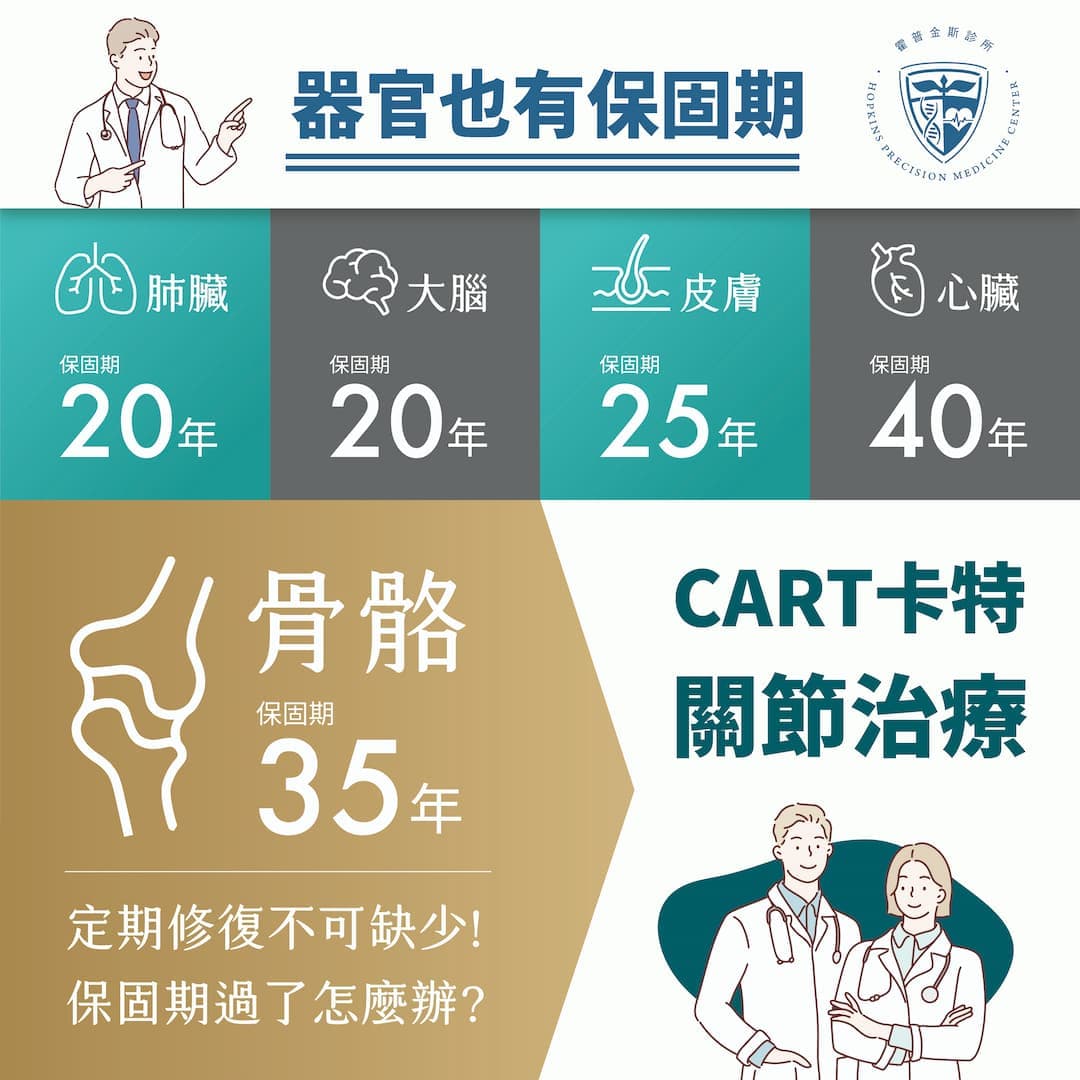 器官也有保固期
霍普金斯診所
HOPKINS PRECISION MEDICINE CENTER
肺臟
保固期
20年
大腦
保固期
20年
皮膚
保固期
25年
心臟
保固期
40年
骨骼
保固期
35年
定期修復不可缺少!
保固期過了怎麼辦?
CART卡特
關節治療